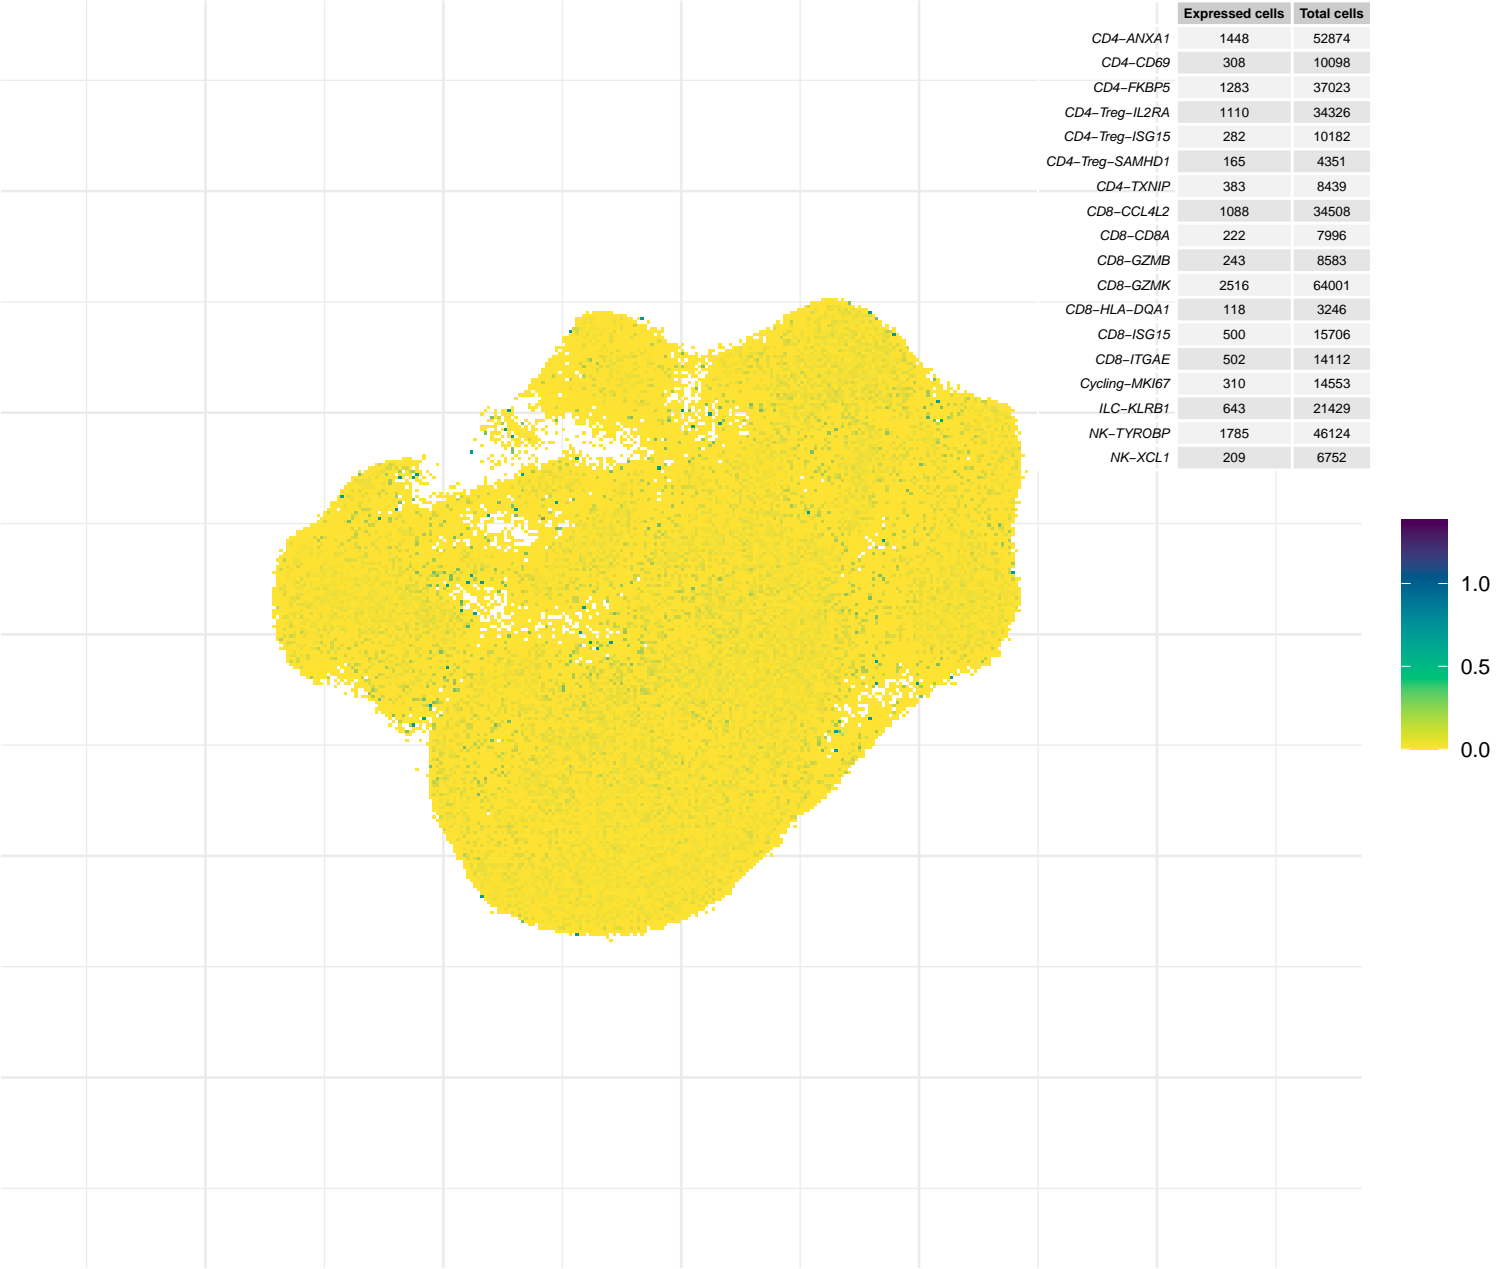 Expressed cells Total cells
CD4−ANXA1 1448 52874
CD4−CD69 308 10098
CD4−FKBP5 1283 37023
CD4−Treg−IL2RA 1110 34326
CD4−Treg−ISG15 282 10182
CD4−Treg−SAMHD1 165 4351
CD4−TXNIP 383 8439
CD8−CCL4L2 1088 34508
CD8−CD8A 222 7996
CD8−GZMB 243 8583
CD8−GZMK 2516 64001
CD8−HLA−DQA1 118 3246
CD8−ISG15 500 15706
CD8−ITGAE 502 14112
Cycling−MKI67 310 14553
ILC−KLRB1 643 21429
NK−TYROBP 1785 46124
NK−XCL1 209 6752
1.0
0.5
0.0